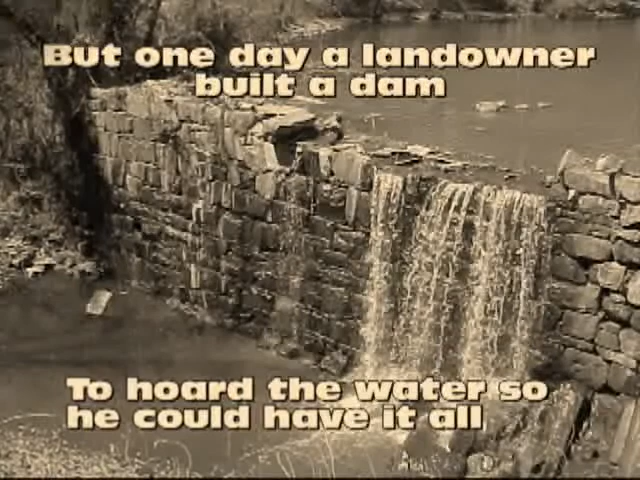 But one day a landowner
built a dam
To hoard the water so
he could have it all